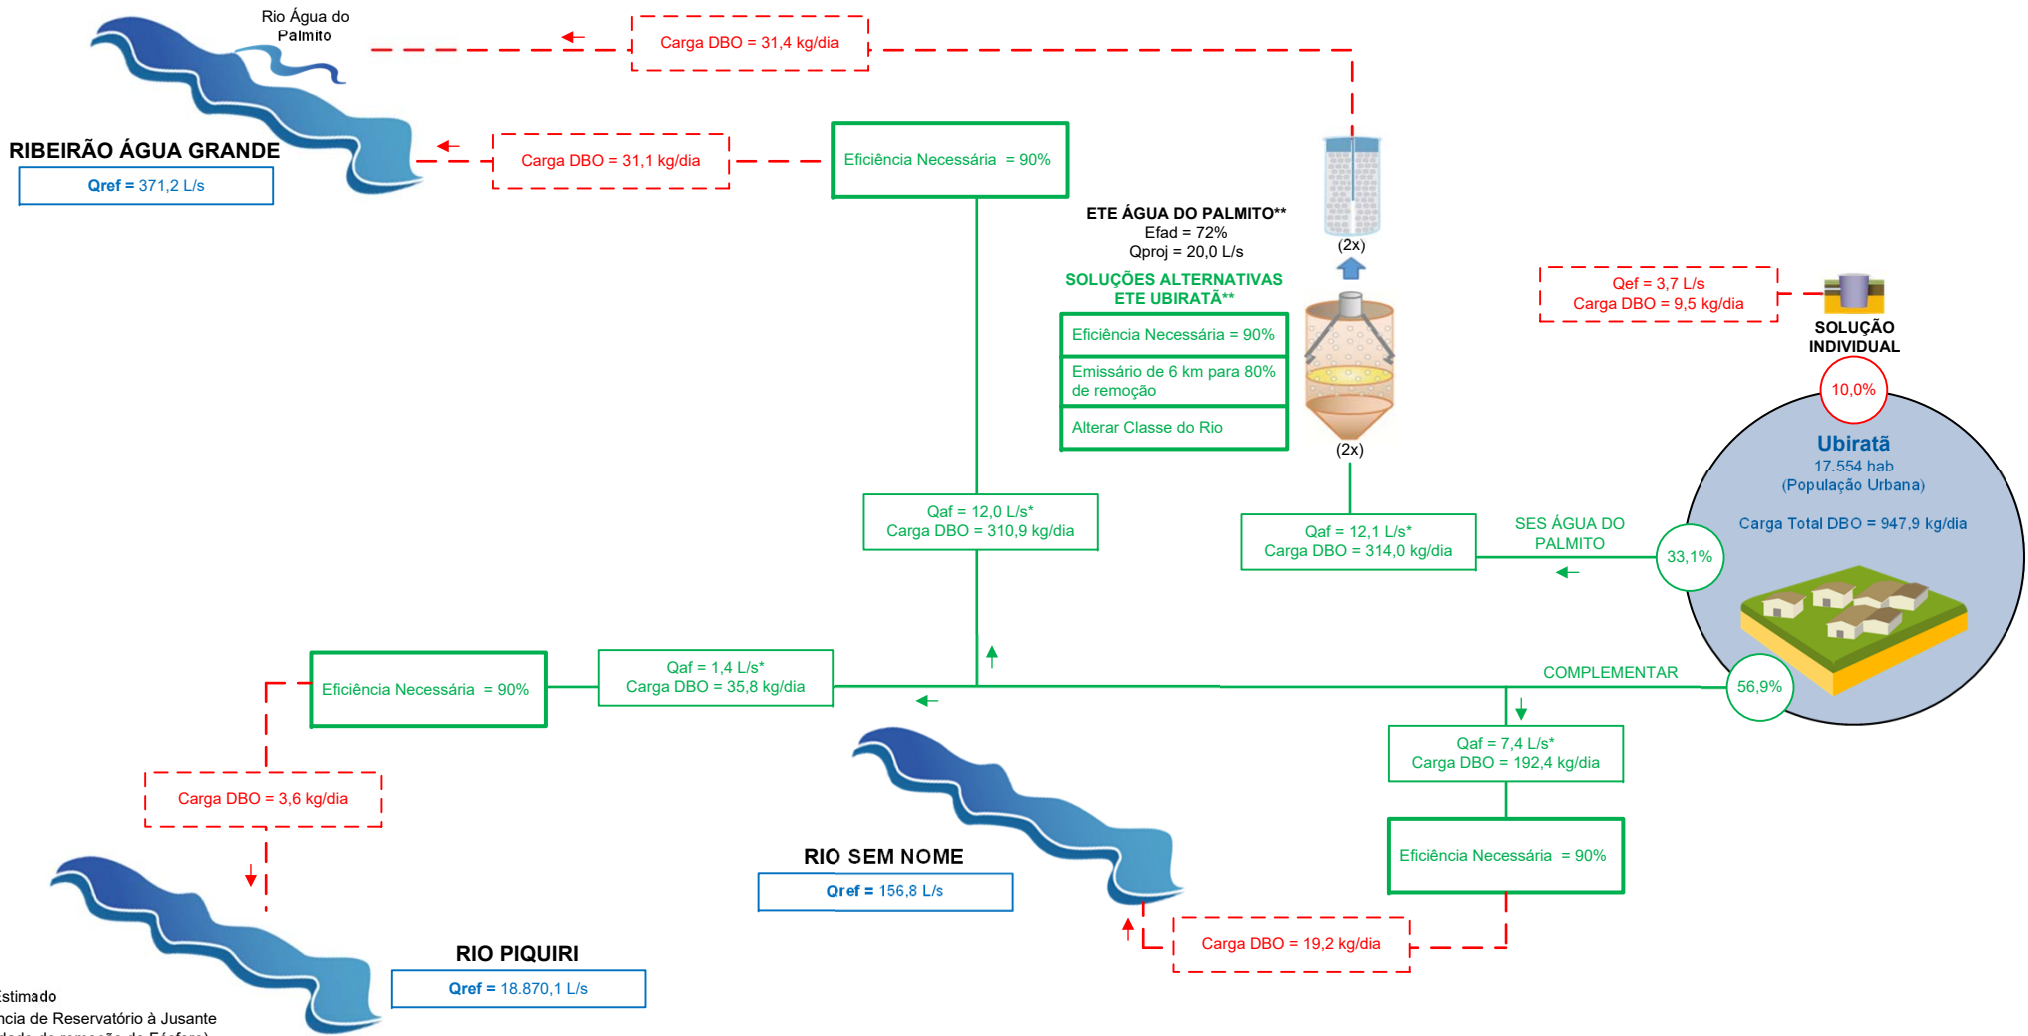 Rio Água do
Palmito
Carga DBO = 31,4 kg/dia
RIBEIRÃO ÁGUA GRANDE
Qref = 371,2 L/s
Carga DBO = 31,1 kg/dia
Eficiência Necessária = 90%
ETE ÁGUA DO PALMITO**
Efad = 72%
Qproj = 20,0 L/s
(2x)
SOLUÇÕES ALTERNATIVAS
ETE UBIRATÃ**
Eficiência Necessária = 90%
Emissário de 6 km para 80%
de remoção
Alterar Classe do Rio
(2x)
Qef = 3,7 L/s
Carga DBO = 9,5 kg/dia
SOLUÇÃO
INDIVIDUAL
10,0%
Ubiratã
17.554 hab
(População Urbana)
Carga Total DBO = 947,9 kg/dia
Qaf = 12,0 L/s*
Carga DBO = 310,9 kg/dia
Qaf = 12,1 L/s*
Carga DBO = 314,0 kg/dia
SES ÁGUA DO
PALMITO
33,1%
Eficiência Necessária = 90%
Qaf = 1,4 L/s*
Carga DBO = 35,8 kg/dia
COMPLEMENTAR
56,9%
Qaf = 7,4 L/s*
Carga DBO = 192,4 kg/dia
Carga DBO = 3,6 kg/dia
RIO SEM NOME
Qref = 156,8 L/s
Eficiência Necessária = 90%
Carga DBO = 19,2 kg/dia
RIO PIQUIRI
Qref = 18.870,1 L/s
Estimado
ncia de Reservatório à Jusante